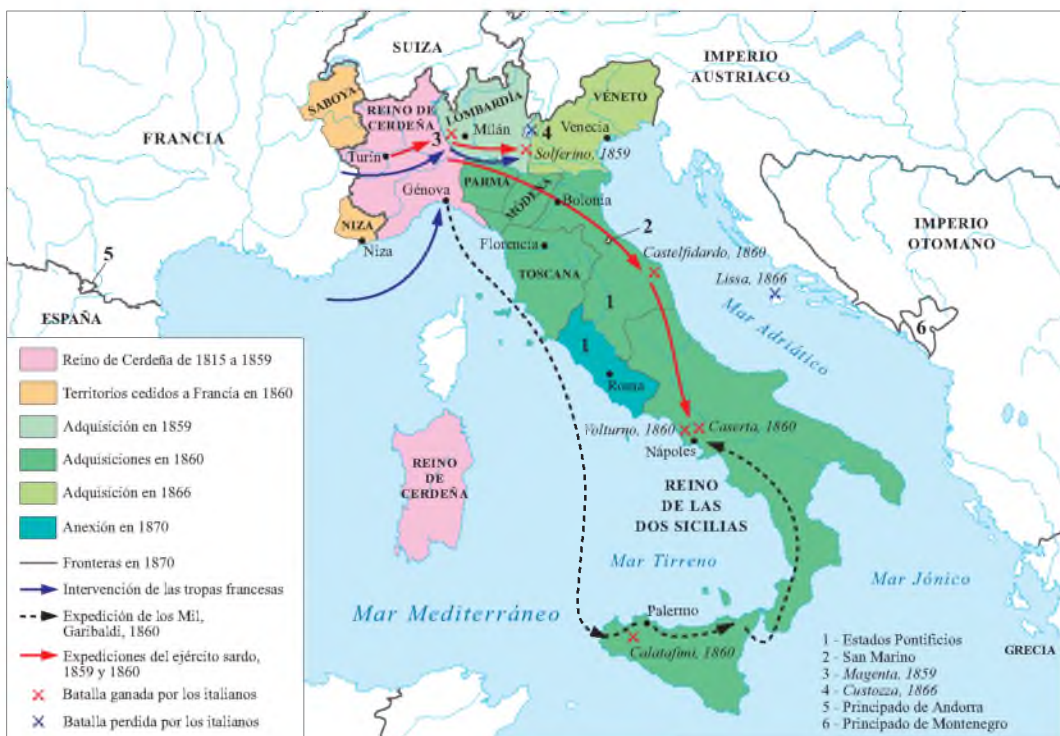 SUIZA
IMPERIO
AUSTRIACO
FRANCIA
SABOYA
REINO DE
CERDEÑA
LOMBARDÍA
VÉNETO
Milán
Venecia
3
4
Turín
Solferino, 1859
Génova
PARMA
MÓDENA
Bolonia
NIZA
Niza
Florencia
TOSCANA
2
Castelfidardo, 1860
Lissa, 1866
IMPERIO
OTOMANO
5
ESPAÑA
1
1
Roma
Mar Adriático
6
Volturno, 1860
Caserta, 1860
Nápoles
REINO
DE
CERDEÑA
REINO
DE LAS
DOS SICILIAS
Mar Tirreno
Mar Jónico
Mar Mediterráneo
Palermo
Calatafimi, 1860
GRECIA
Reino de Cerdeña de 1815 a 1859
Territorios cedidos a Francia en 1860
Adquisición en 1859
Adquisiciones en 1860
Adquisición en 1866
Anexión en 1870
Fronteras en 1870
Intervención de las tropas francesas
Expedición de los Mil,
Garibaldi, 1860
Expediciones del ejército sardo,
1859 y 1860
Batalla ganada por los italianos
Batalla perdida por los italianos
1 - Estados Pontificios
2 - San Marino
3 - Magenta, 1859
4 - Custozza, 1866
5 - Principado de Andorra
6 - Principado de Montenegro